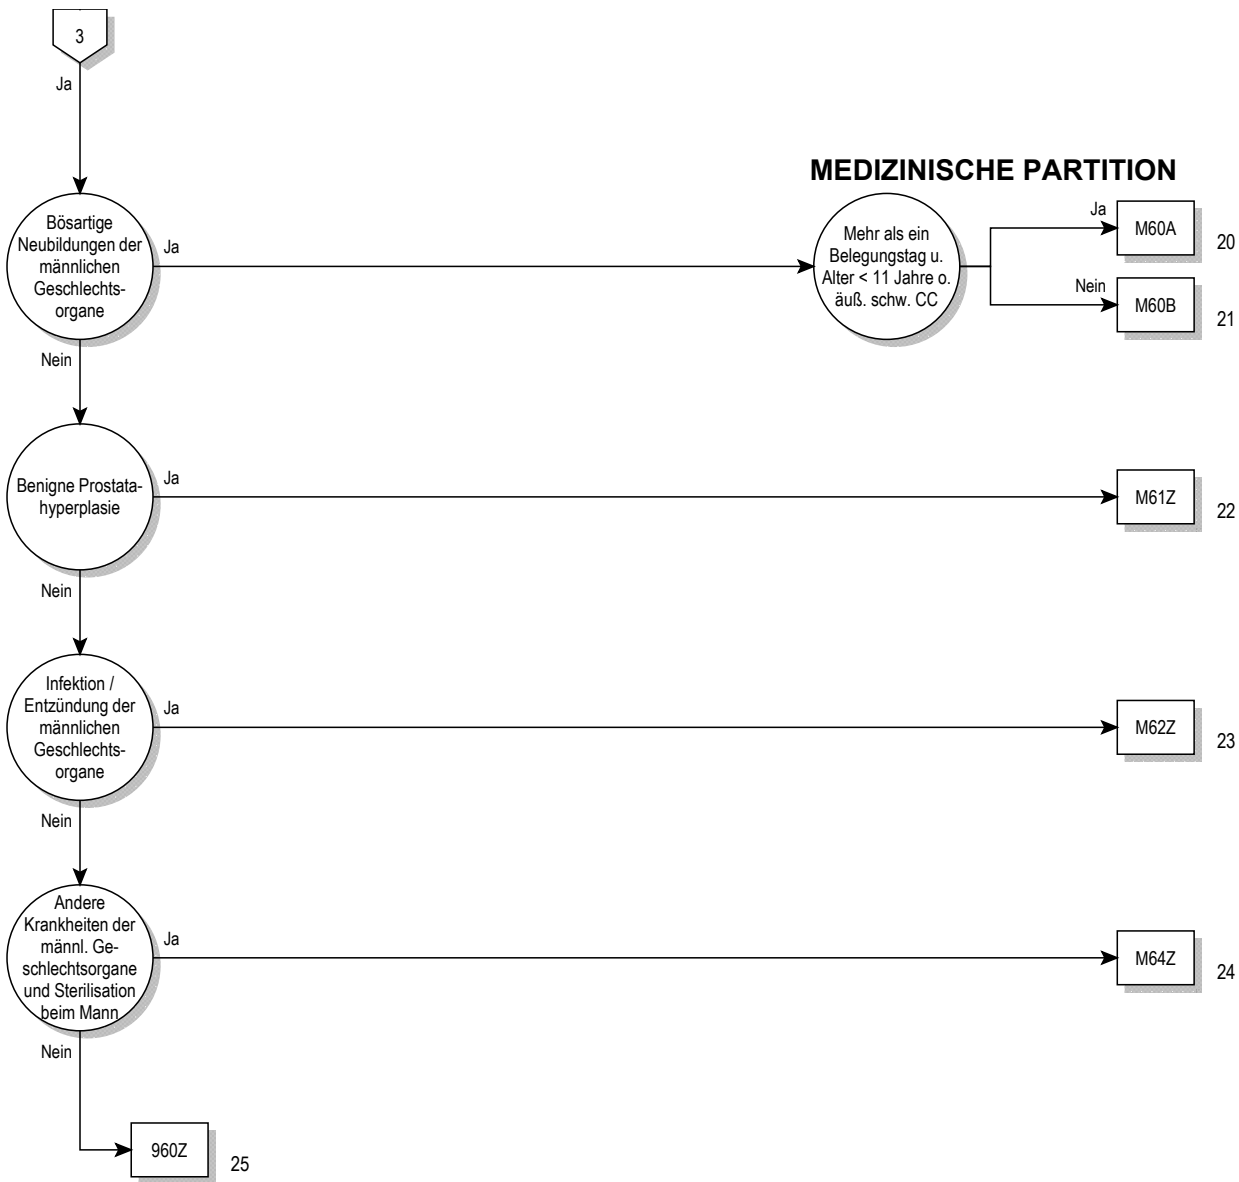 3
Ja
MEDIZINISCHE PARTITION
Bösartige
Neubildungen der
männlichen
Geschlechts-
organe
Ja
Mehr als ein
Belegungstag u.
Alter < 11 Jahre o.
äuß. schw. CC
Ja
M60A
20
Nein
M60B
21
Nein
Benigne Prostata-
hyperplasie
Ja
M61Z
22
Nein
Infektion /
Entzündung der
männlichen
Geschlechts-
organe
Ja
M62Z
23
Nein
Andere
Krankheiten der
männl. Ge-
schlechtsorgane
und Sterilisation
beim Mann
Ja
M64Z
24
Nein
960Z
25